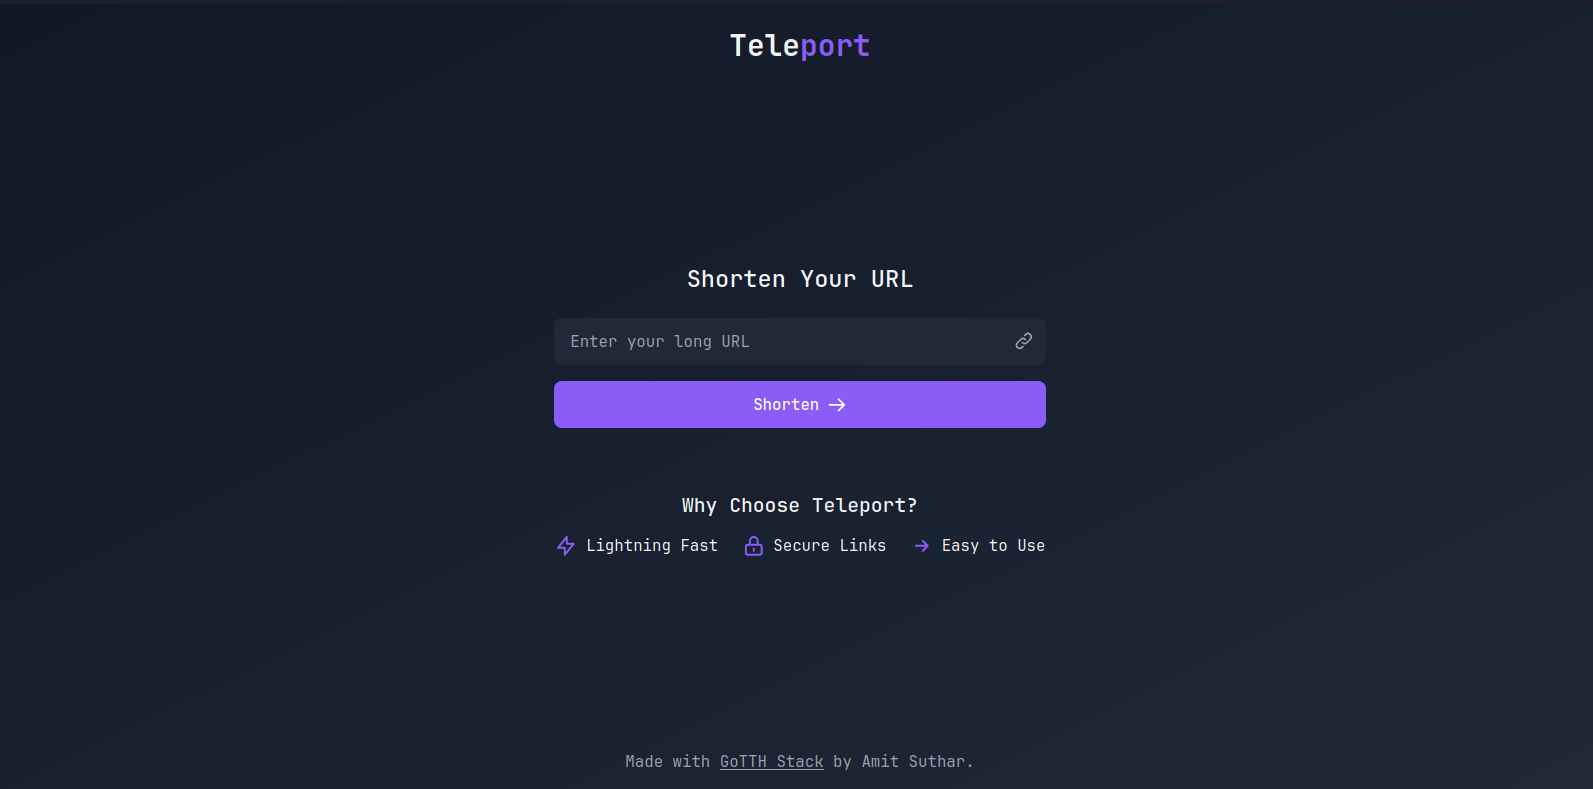 Teleport
Shorten Your URL
Enter your long URL
Shorten
Why Choose Teleport?
Lightning Fast Secure Links Easy to Use
Made with GoTTH Stack by Amit Suthar.